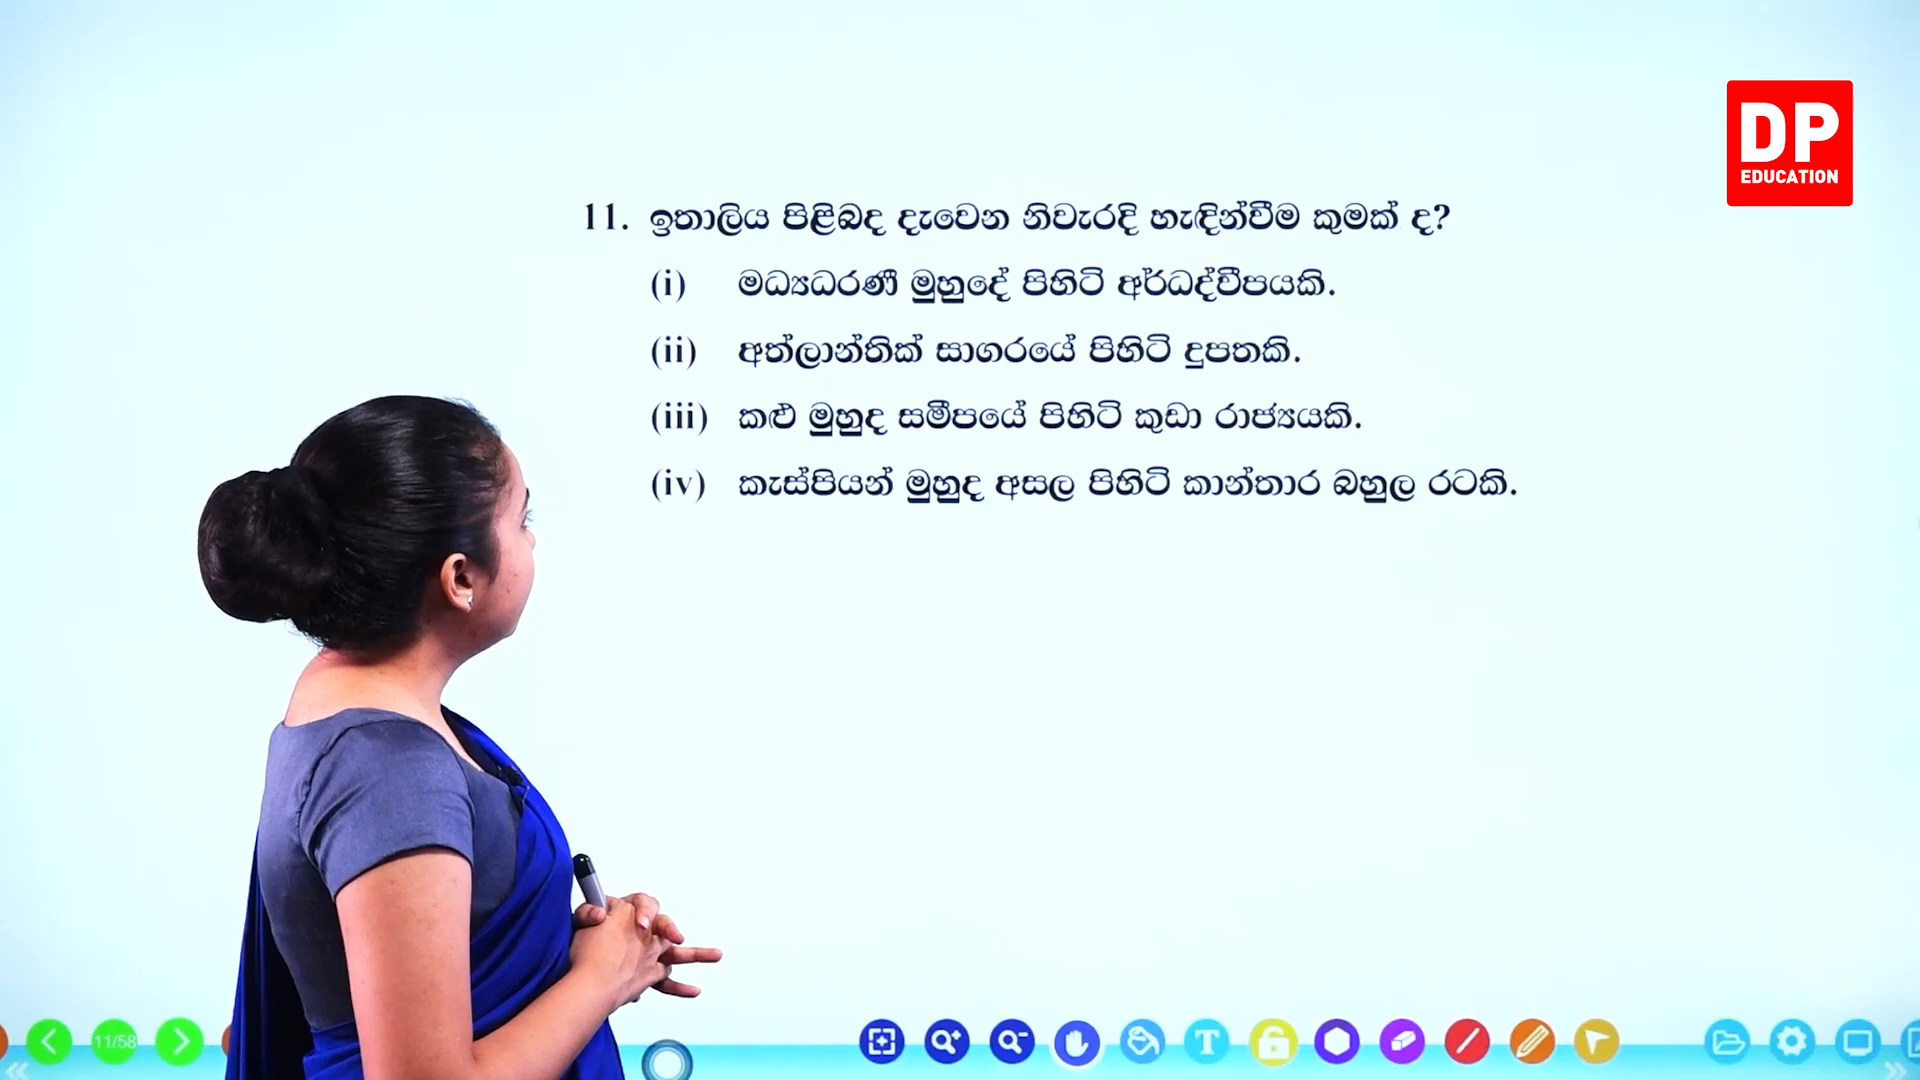 DP
EDUCATION
11. ඉතාලිය පිළිබද දැවෙන නිවැරදි හැඳින්වීම කුමක් ද?
(i) මධ්‍යධරණී මුහුදේ පිහිටි අර්ධද්වීපයකි.
(ii) අත්ලාන්තික් සාගරයේ පිහිටි දූපතකි.
(iii) කළු මුහුද සමීපයේ පිහිටි කුඩා රාජ්‍යයකි.
(iv) කැස්පියන් මුහුද අසල පිහිටි කාන්තාර බහුල රටකි.
11/58
T